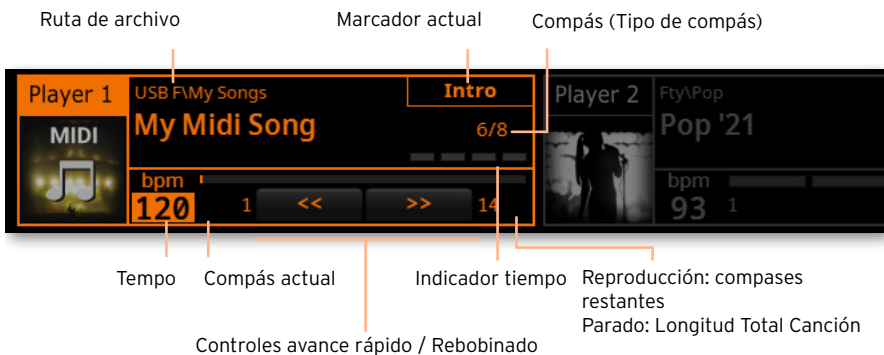 Ruta de archivo
Marcador actual
Compás (Tipo de compás)
Player 1
USB F\My Songs
Intro
Player 2
Fty\Pop
MIDI
My Midi Song
6/8
Pop '21
bpm
120
1
<<
>>
14
bpm
93
1
Tempo
Compás actual
Indicador tiempo
Reproducción: compases
restantes
Parado: Longitud Total Canción
Controles avance rápido / Rebobinado